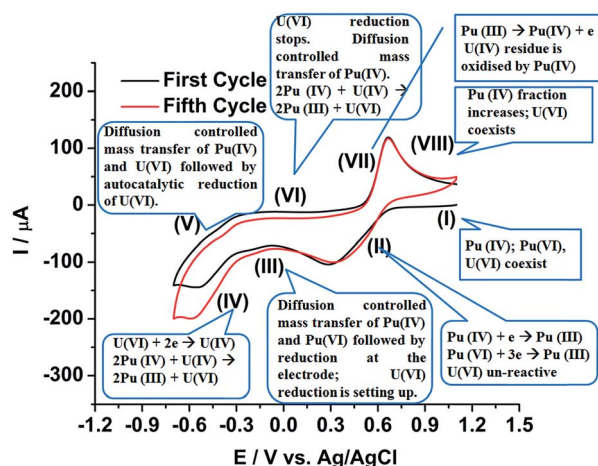 U(VI) reduction
stops. Diffusion
controlled mass
transfer of Pu(IV).
2Pu (IV) + U(IV) →
2Pu (III) + U(VI)
Pu (III) → Pu(IV) + e
U(IV) residue is
oxidised by Pu(IV)
Pu (IV) fraction
increases; U(VI)
coexists
First Cycle
Fifth Cycle
Diffusion controlled
mass transfer of Pu(IV)
and U(VI) followed by
autocatalytic reduction
of U(VI).
(VII)
(VIII)
(VI)
(V)
(I)
(II)
(III)
(IV)
Pu (IV); Pu(VI),
U(VI) coexist
U(VI) + 2e → U(IV)
2Pu (IV) + U(IV) →
2Pu (III) + U(VI)
Diffusion controlled
mass transfer of Pu(IV)
and Pu(VI) followed by
reduction at the
electrode; U(VI)
reduction is setting up.
Pu (IV) + e → Pu (III)
Pu (VI) + 3e → Pu (III)
U(VI) un-reactive
I / μA
200
100
0
-100
-200
-300
-1.2 -0.9 -0.6 -0.3 0.0 0.3 0.6 0.9 1.2
E / V vs. Ag/AgCl